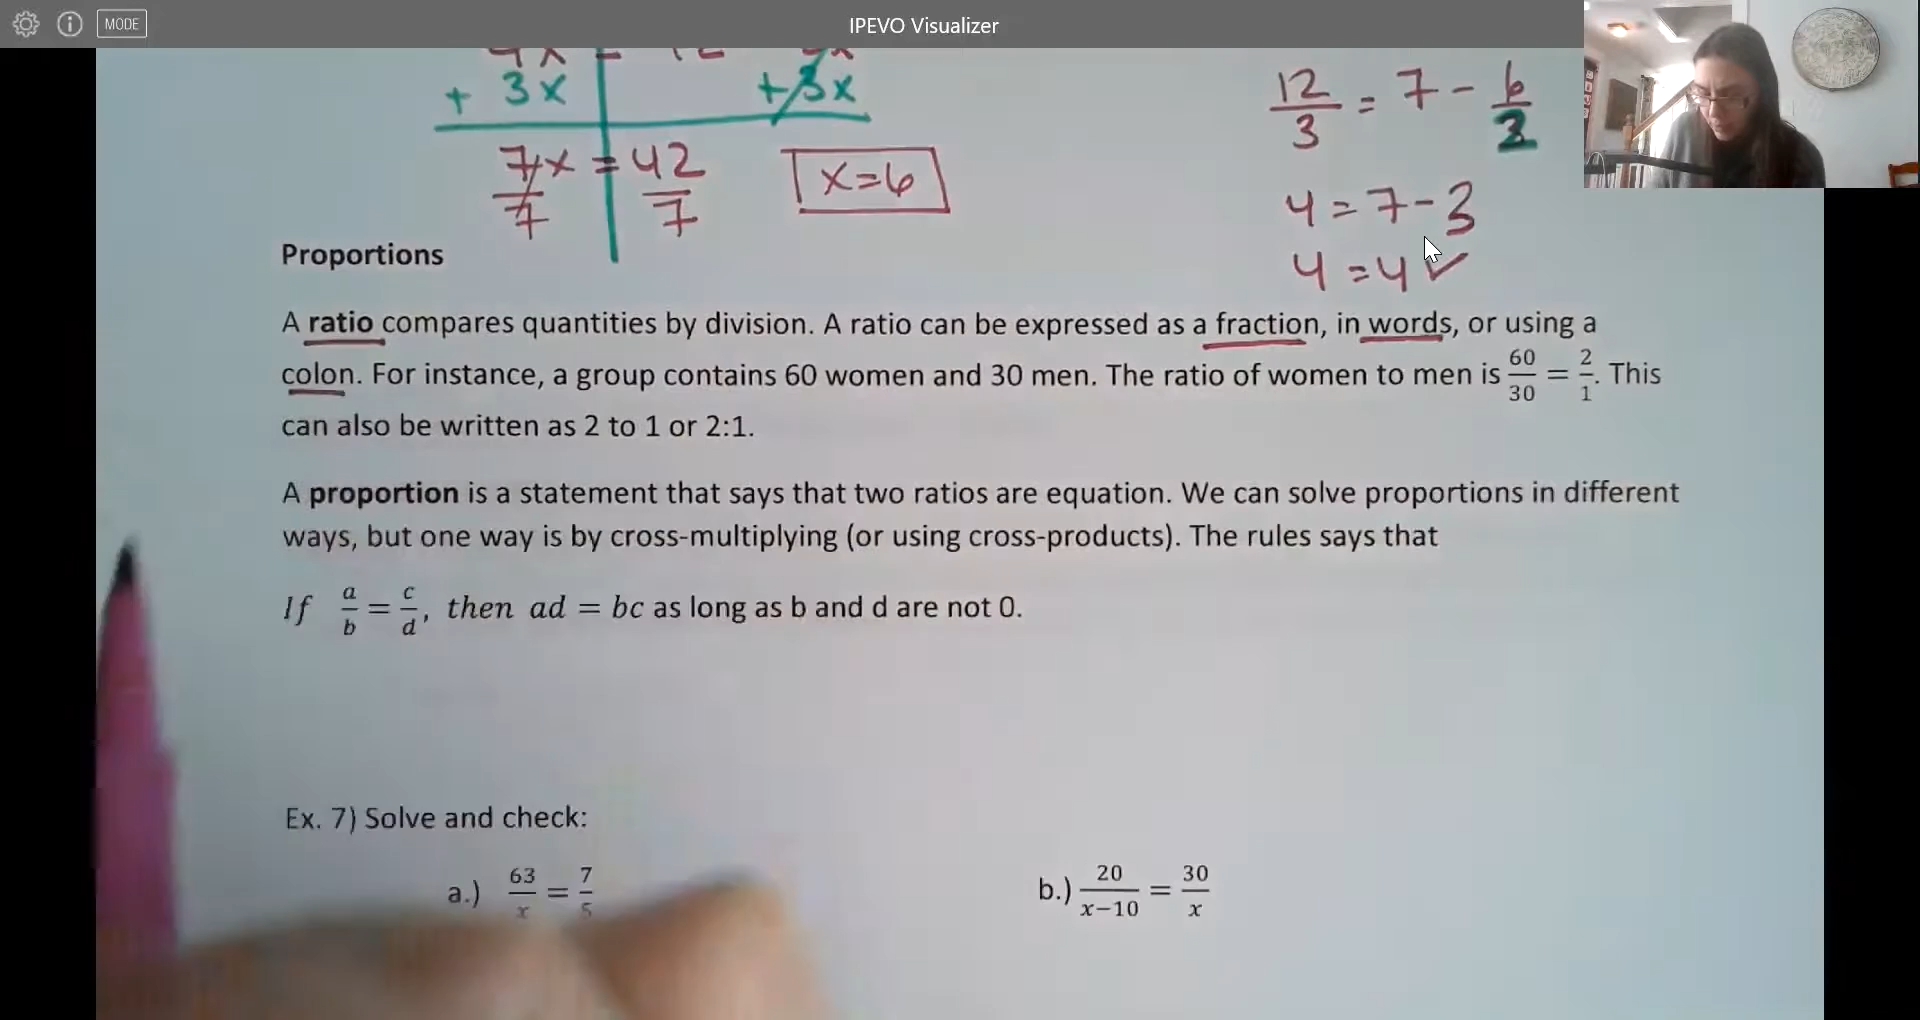 MODE
IPEVO Visualizer
+ 3x +3x
7x = 42
7 7
x=6
12/3 = 7 - 6/2
4 = 7-3
4 = 4 ✓
Proportions
A ratio compares quantities by division. A ratio can be expressed as a fraction, in words, or using a
colon. For instance, a group contains 60 women and 30 men. The ratio of women to men is 60/30 = 2/1. This
can also be written as 2 to 1 or 2:1.
A proportion is a statement that says that two ratios are equation. We can solve proportions in different
ways, but one way is by cross-multiplying (or using cross-products). The rules says that
If a/b = c/d, then ad = bc as long as b and d are not 0.
Ex. 7) Solve and check:
a.) 63/x = 7/5
b.) 20/x−10 = 30/x